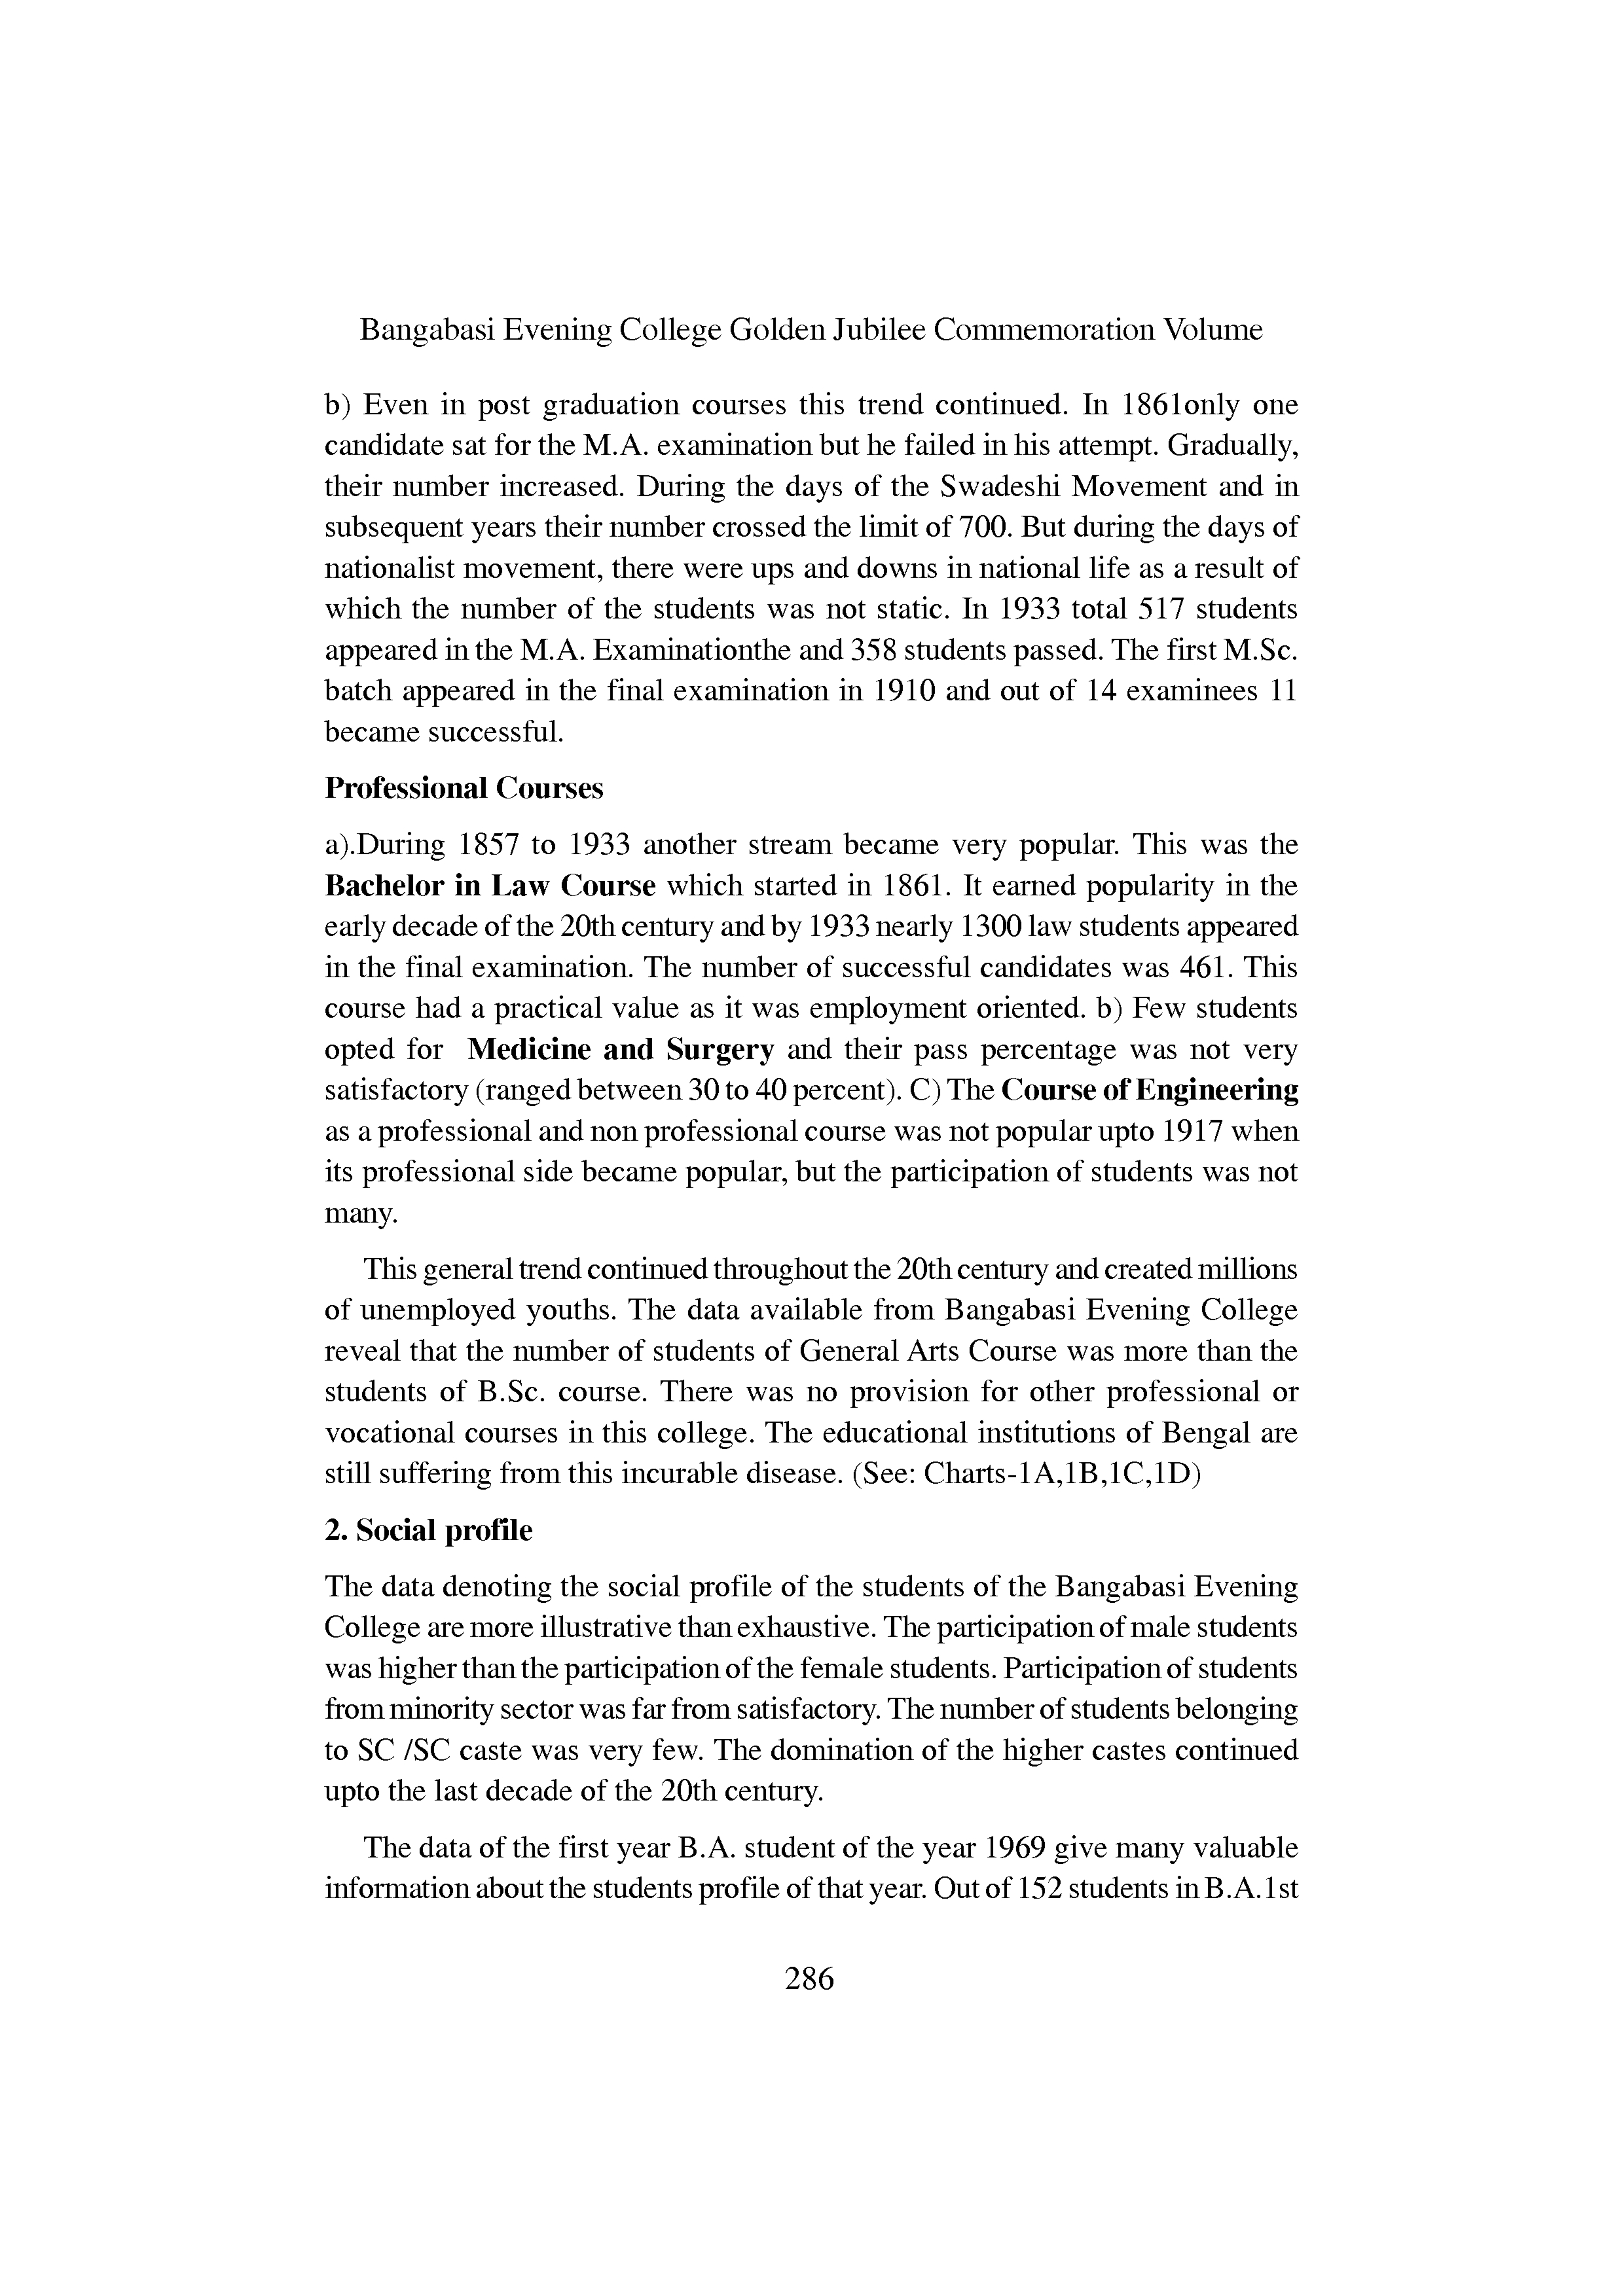 Bangabasi Evening College Golden Jubilee Commemoration Volume
b) Even in post graduation courses this trend continued. In 1861only one
candidate sat for the M.A. examination but he failed in his attempt. Gradually,
their number increased. During the days of the Swadeshi Movement and in
subsequent years their number crossed the limit of 700. But during the days of
nationalist movement, there were ups and downs in national life as a result of
which the number of the students was not static. In 1933 total 517 students
appeared in the M.A. Examinationthe and 358 students passed. The first M.Sc.
batch appeared in the final examination in 1910 and out of 14 examinees 11
became successful.
Professional Courses
a).During 1857 to 1933 another stream became very popular. This was the
Bachelor in Law Course which started in 1861. It earned popularity in the
early decade of the 20th century and by 1933 nearly 1300 law students appeared
in the final examination. The number of successful candidates was 461. This
course had a practical value as it was employment oriented. b) Few students
opted for Medicine and Surgery and their pass percentage was not very
satisfactory (ranged between 30 to 40 percent). C) The Course of Engineering
as a professional and non professional course was not popular upto 1917 when
its professional side became popular, but the participation of students was not
many.
This general trend continued throughout the 20th century and created millions
of unemployed youths. The data available from Bangabasi Evening College
reveal that the number of students of General Arts Course was more than the
students of B.Sc. course. There was no provision for other professional or
vocational courses in this college. The educational institutions of Bengal are
still suffering from this incurable disease. (See: Charts-1A,1B,1C,1D)
2. Social profile
The data denoting the social profile of the students of the Bangabasi Evening
College are more illustrative than exhaustive. The participation of male students
was higher than the participation of the female students. Participation of students
from minority sector was far from satisfactory. The number of students belonging
to SC /SC caste was very few. The domination of the higher castes continued
upto the last decade of the 20th century.
The data of the first year B.A. student of the year 1969 give many valuable
information about the students profile of that year. Out of 152 students in B.A.1st
286